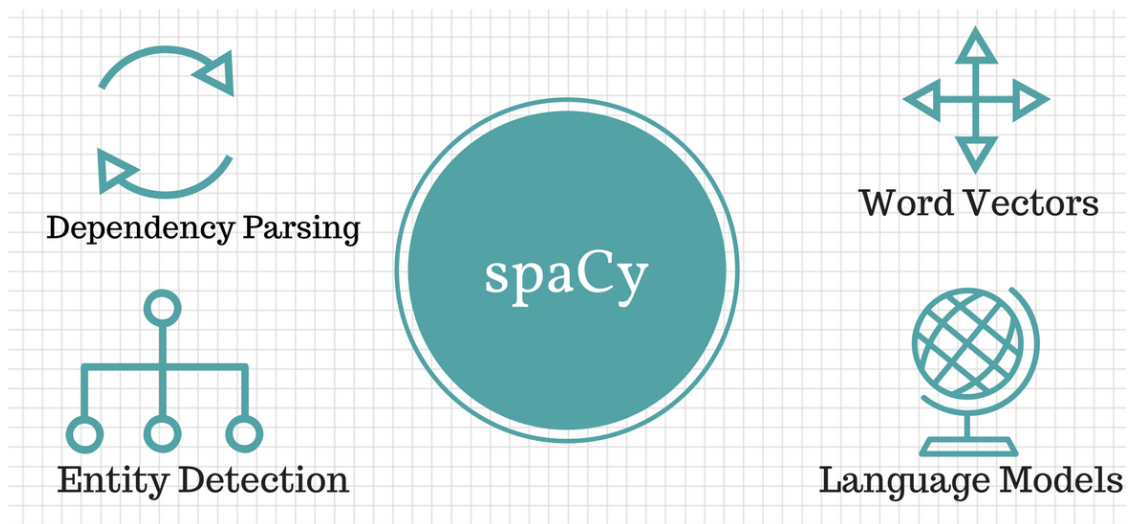 Dependency Parsing
Word Vectors
spaCy
Entity Detection
Language Models